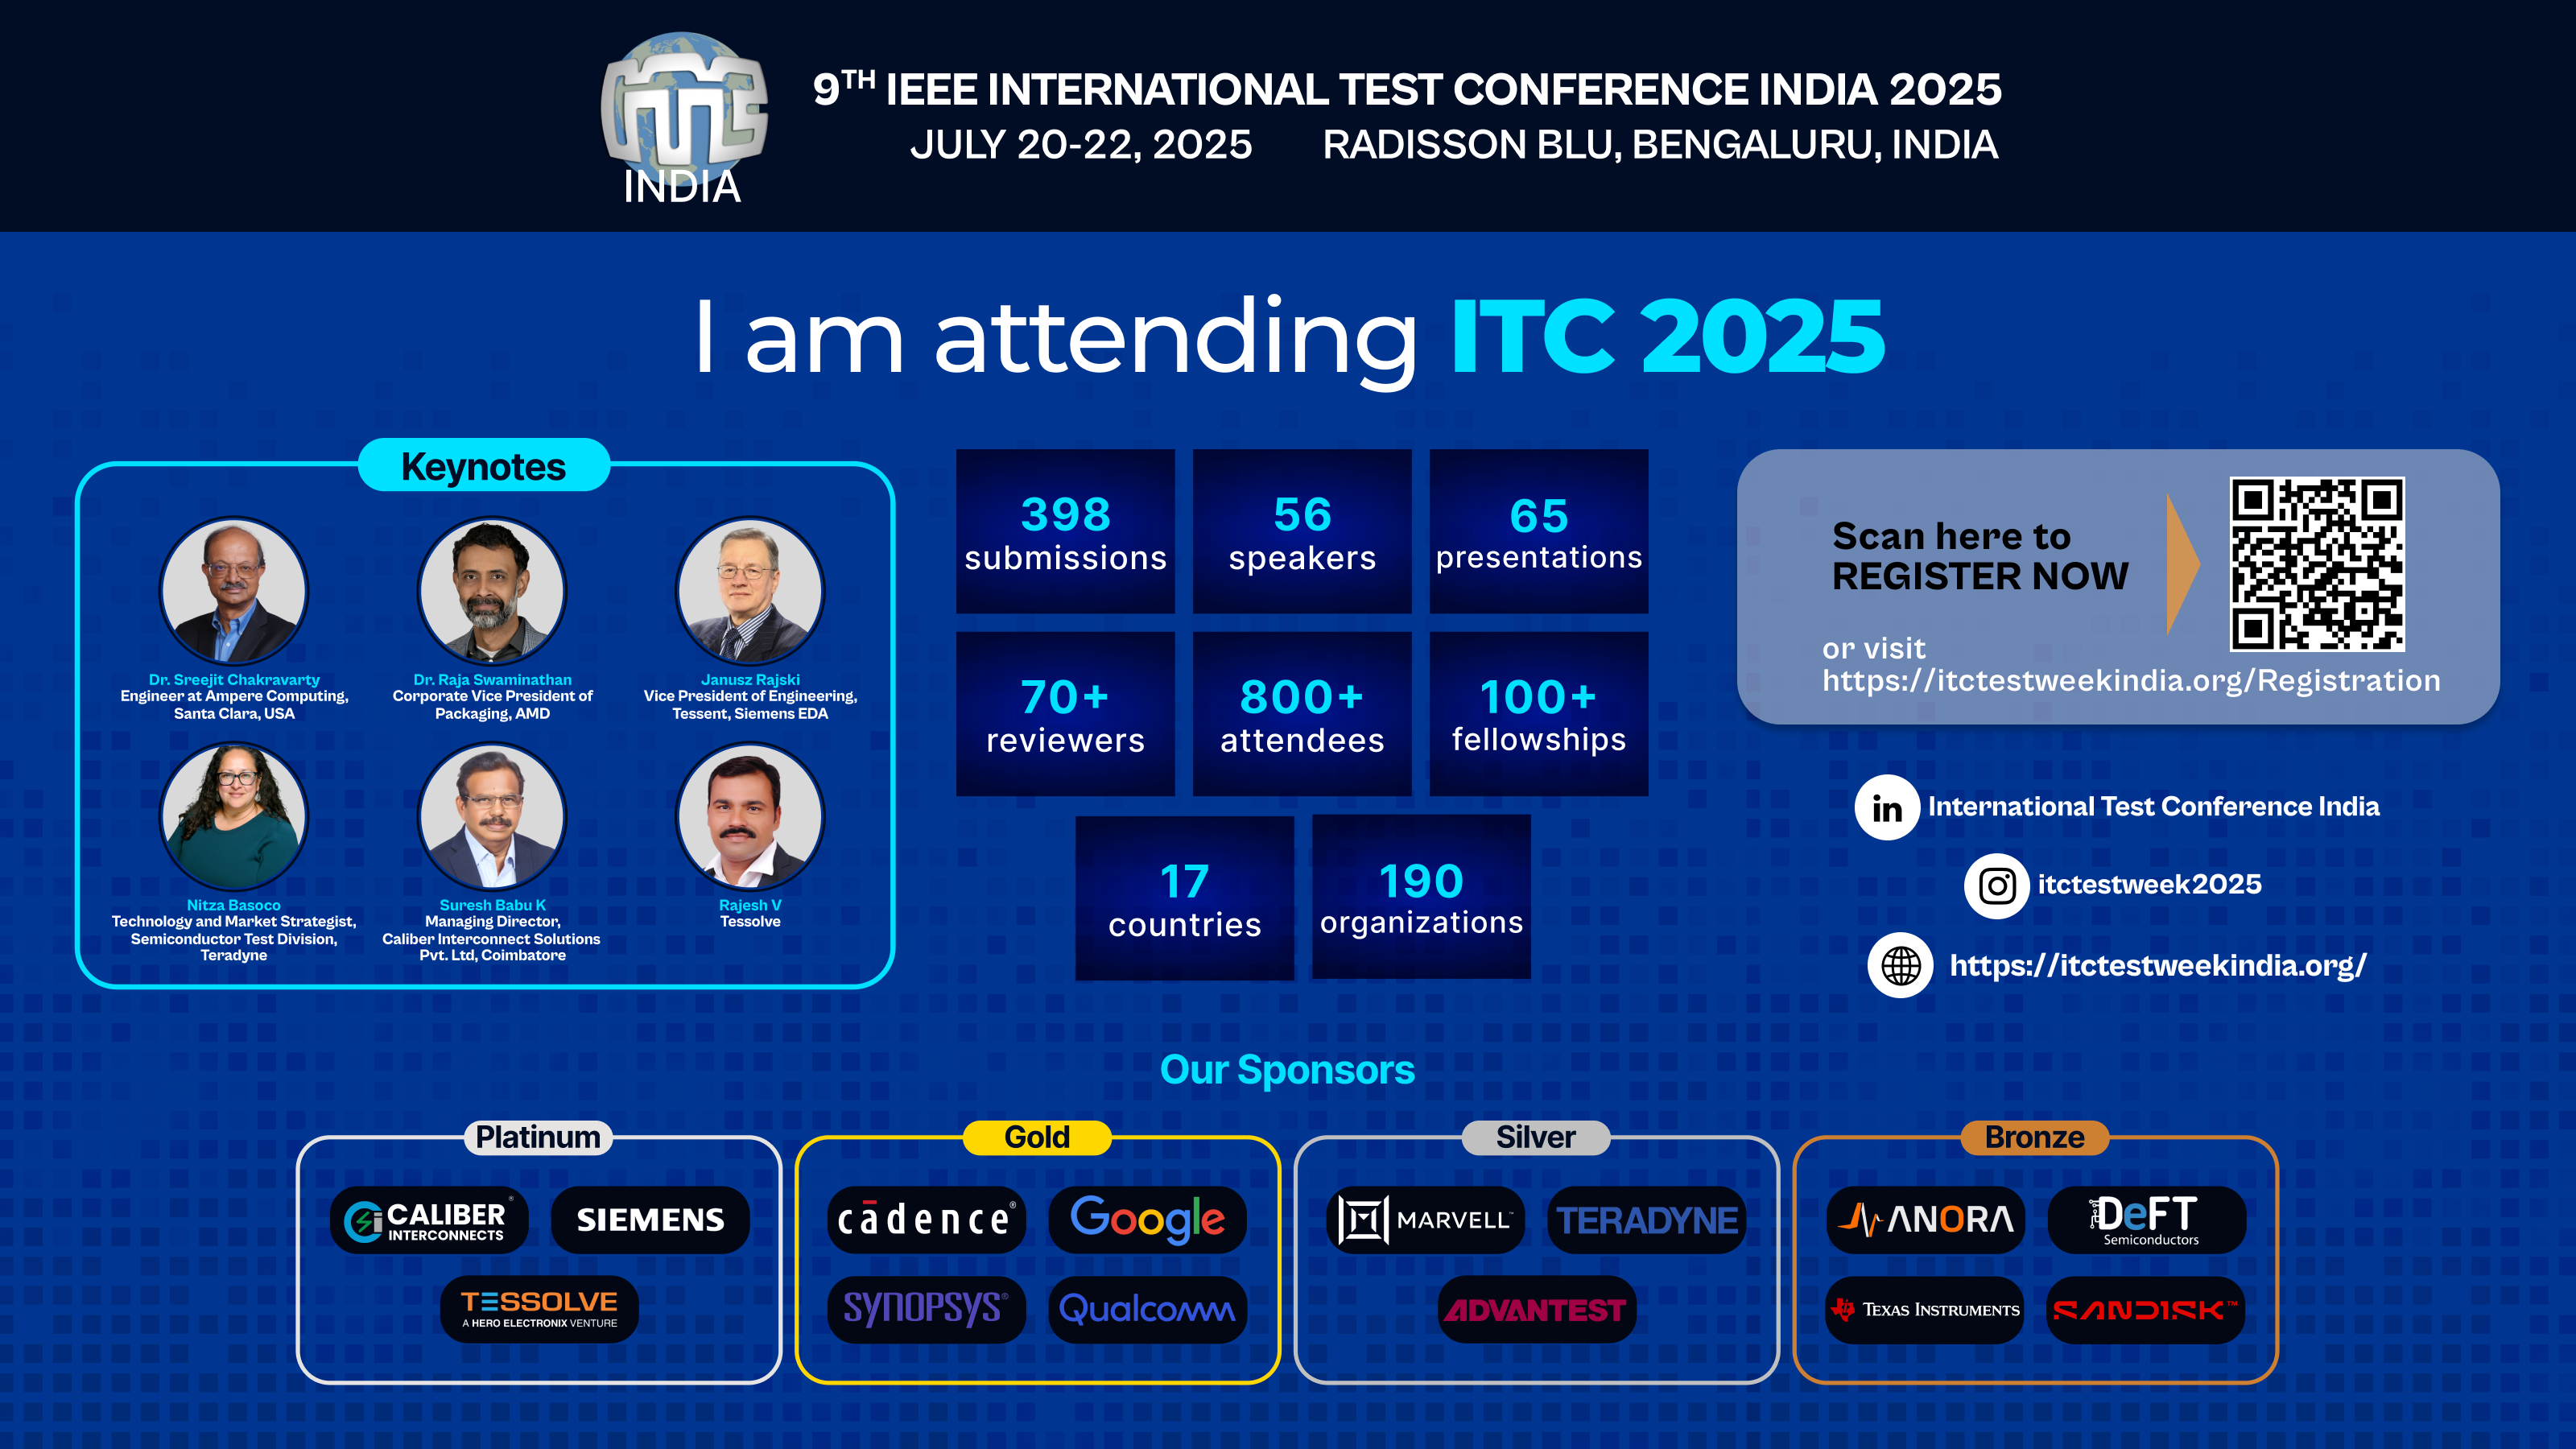 ITC
INDIA
9TH IEEE INTERNATIONAL TEST CONFERENCE INDIA 2025
JULY 20-22, 2025 RADISSON BLU, BENGALURU, INDIA
I am attending ITC 2025
Keynotes
Dr. Sreejit Chakravarty
Engineer at Ampere Computing,
Santa Clara, USA
Dr. Raja Swaminathan
Corporate Vice President of
Packaging, AMD
Janusz Rajski
Vice President of Engineering,
Tessent, Siemens EDA
Nitza Basoco
Technology and Market Strategist,
Semiconductor Test Division,
Teradyne
Suresh Babu K
Managing Director,
Caliber Interconnect Solutions
Pvt. Ltd, Coimbatore
Rajesh V
Tessolve
398
submissions
56
speakers
65
presentations
70+
reviewers
800+
attendees
100+
fellowships
17
countries
190
organizations
Scan here to
REGISTER NOW
or visit
https://itctestweekindia.org/Registration
in International Test Conference India
itctestweek2025
https://itctestweekindia.org/
Our Sponsors
Platinum
CALIBER®
INTERCONNECTS
SIEMENS
TESSOLVE
A HERO ELECTRONIX VENTURE
Gold
cādence®
Google
SYNOPSYS®
Qualcomm
Silver
MARVELL™
TERADYNE
ADVANTEST
Bronze
ANORA
DeFT
Semiconductors
TEXAS INSTRUMENTS
SANDISK™